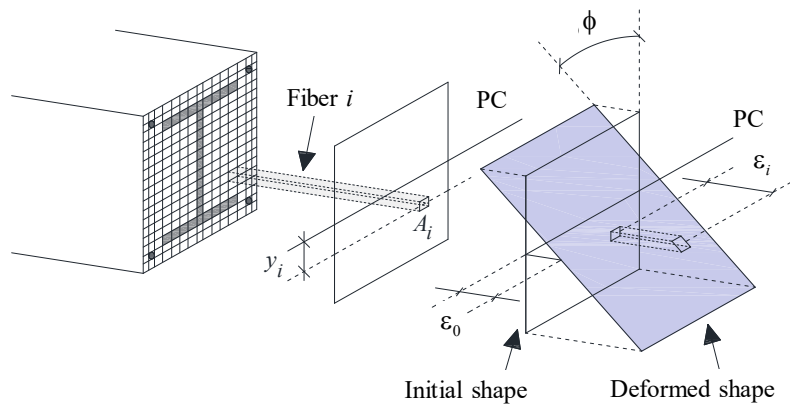 ϕ
Fiber i
PC
PC
εi
Ai
yi
ε0
Initial shape
Deformed shape